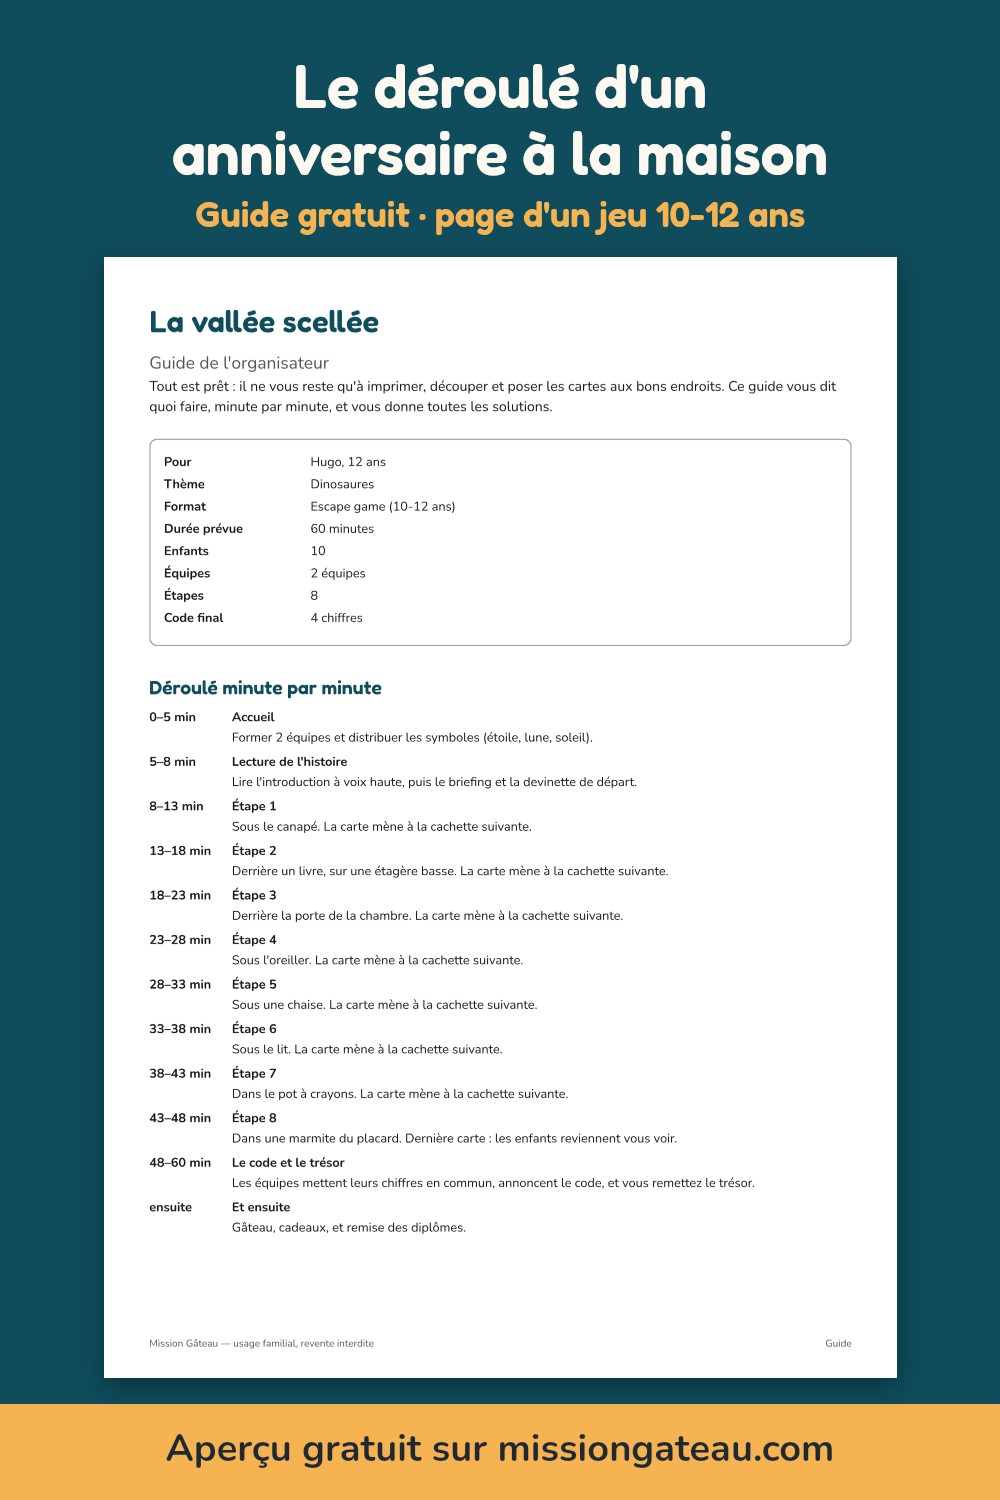 Le déroulé d'un
anniversaire à la maison
Guide gratuit · page d'un jeu 10-12 ans
La vallée scellée
Guide de l'organisateur
Tout est prêt : il ne vous reste qu'à imprimer, découper et poser les cartes aux bons endroits. Ce guide vous dit
quoi faire, minute par minute, et vous donne toutes les solutions.
Pour Hugo, 12 ans
Thème Dinosaures
Format Escape game (10-12 ans)
Durée prévue 60 minutes
Enfants 10
Équipes 2 équipes
Étapes 8
Code final 4 chiffres
Déroulé minute par minute
0–5 min Accueil
Former 2 équipes et distribuer les symboles (étoile, lune, soleil).
5–8 min Lecture de l'histoire
Lire l'introduction à voix haute, puis le briefing et la devinette de départ.
8–13 min Étape 1
Sous le canapé. La carte mène à la cachette suivante.
13–18 min Étape 2
Derrière un livre, sur une étagère basse. La carte mène à la cachette suivante.
18–23 min Étape 3
Derrière la porte de la chambre. La carte mène à la cachette suivante.
23–28 min Étape 4
Sous l'oreiller. La carte mène à la cachette suivante.
28–33 min Étape 5
Sous une chaise. La carte mène à la cachette suivante.
33–38 min Étape 6
Sous le lit. La carte mène à la cachette suivante.
38–43 min Étape 7
Dans le pot à crayons. La carte mène à la cachette suivante.
43–48 min Étape 8
Dans une marmite du placard. Dernière carte : les enfants reviennent vous voir.
48–60 min Le code et le trésor
Les équipes mettent leurs chiffres en commun, annoncent le code, et vous remettez le trésor.
ensuite Et ensuite
Gâteau, cadeaux, et remise des diplômes.
Mission Gâteau — usage familial, revente interdite Guide
Aperçu gratuit sur missiongateau.com